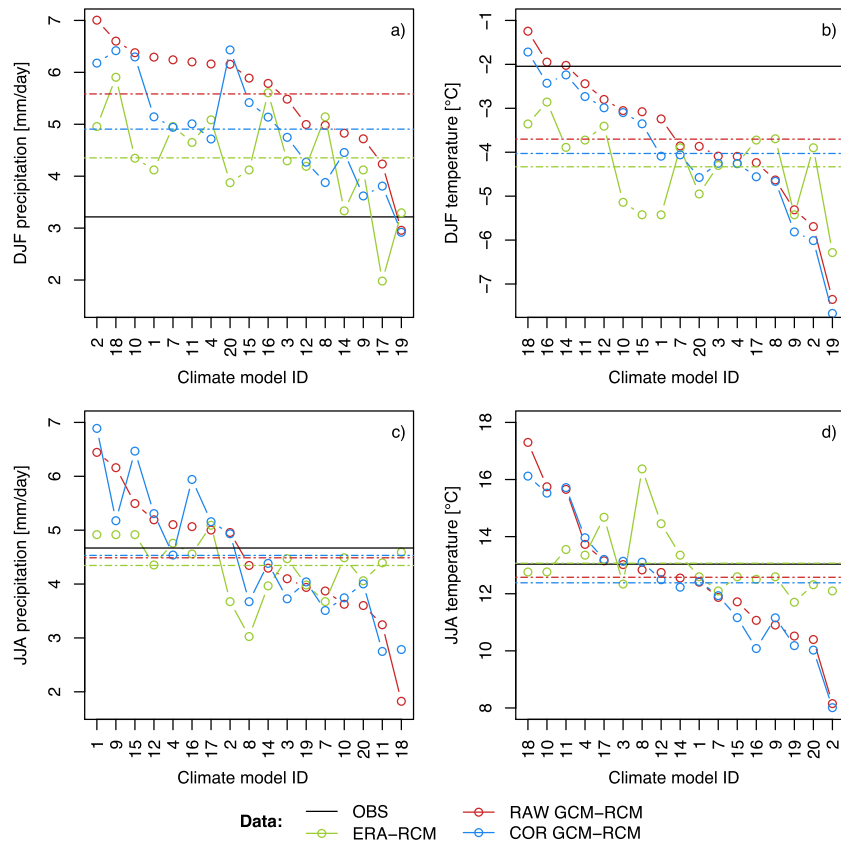 a)
DJF precipitation [mm/day]
7
6
5
4
3
2
2 18 10 1 7 11 4 20 15 16 3 12 8 14 9 17 19
Climate model ID
b)
DJF temperature [°C]
−1
−2
−3
−4
−5
−6
−7
18 16 14 11 12 10 15 1 7 20 3 4 17 8 9 2 19
Climate model ID
c)
JJA precipitation [mm/day]
7
6
5
4
3
2
1 9 15 12 4 16 17 2 8 14 3 19 7 10 20 11 18
Climate model ID
d)
JJA temperature [°C]
18
16
14
12
10
8
18 10 11 4 17 3 8 12 14 1 7 15 16 9 19 20 2
Climate model ID
Data:
OBS
RAW GCM−RCM
ERA−RCM
COR GCM−RCM